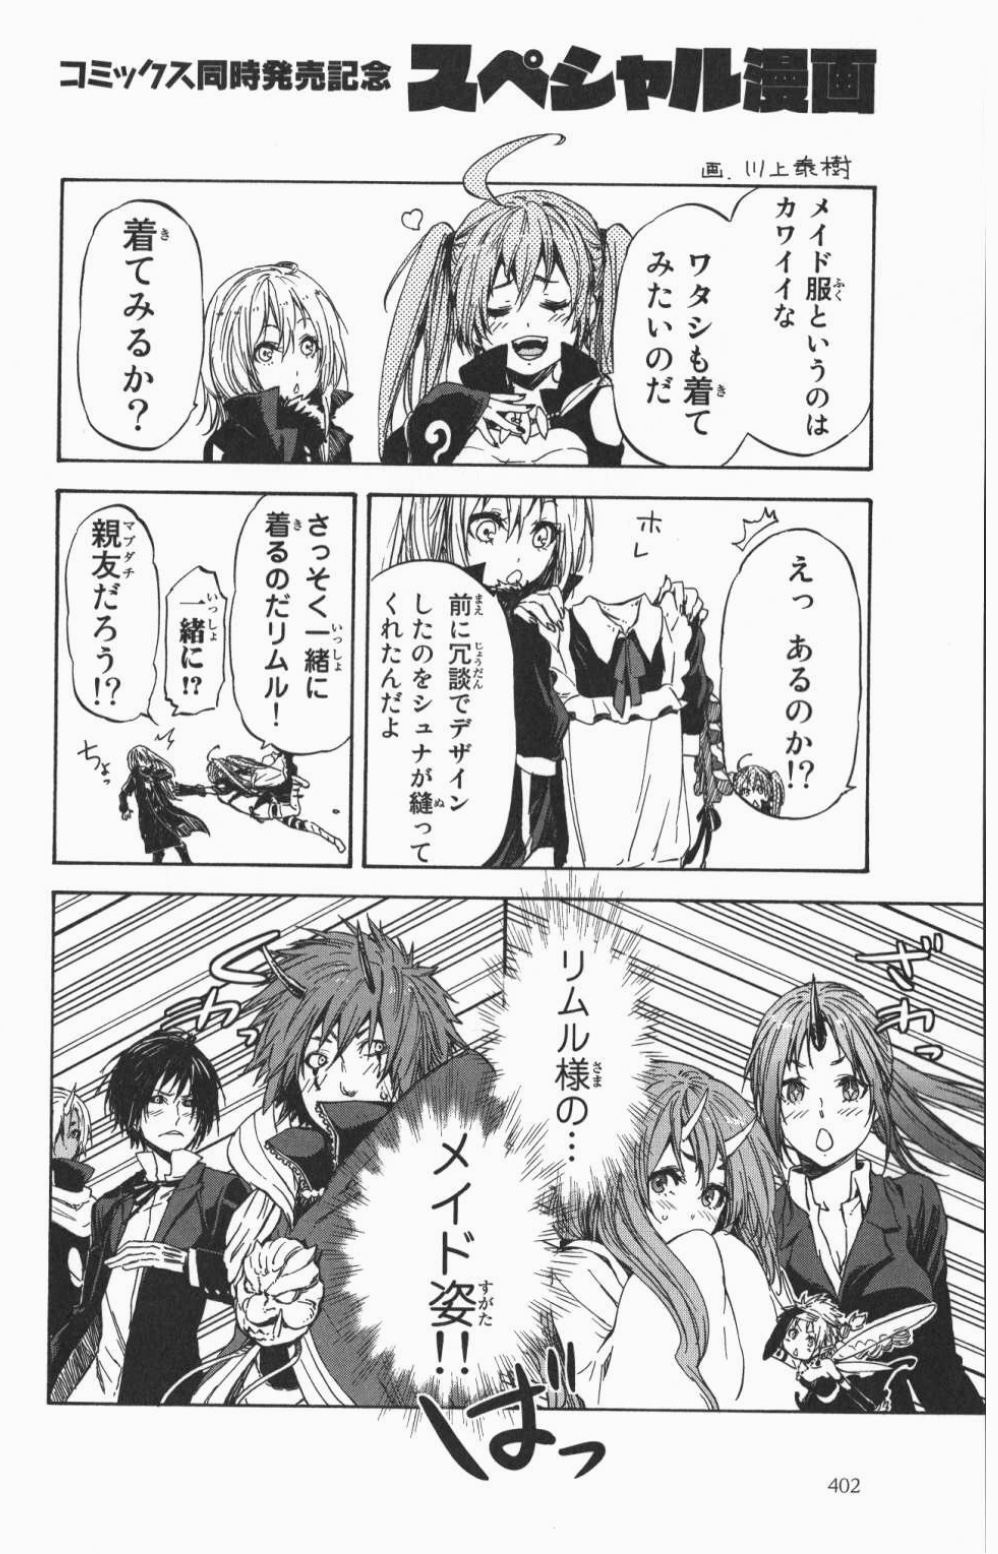 コミックス同時発売記念 スペシャル漫画
画.川上泰樹
メイド服というのは
カワイイな
ワタシも着て
みたいのだ
着てみるか?
えっ あるのか!?
ホレ
前に冗談でデザイン
したのをシュナが縫って
くれたんだよ
さっそく一緒に
着るのだリムル!
一緒に!?
親友だろう!?
ちょっ
ざわ
ざわ
リムル様の…
メイド姿!!
ばっ
402